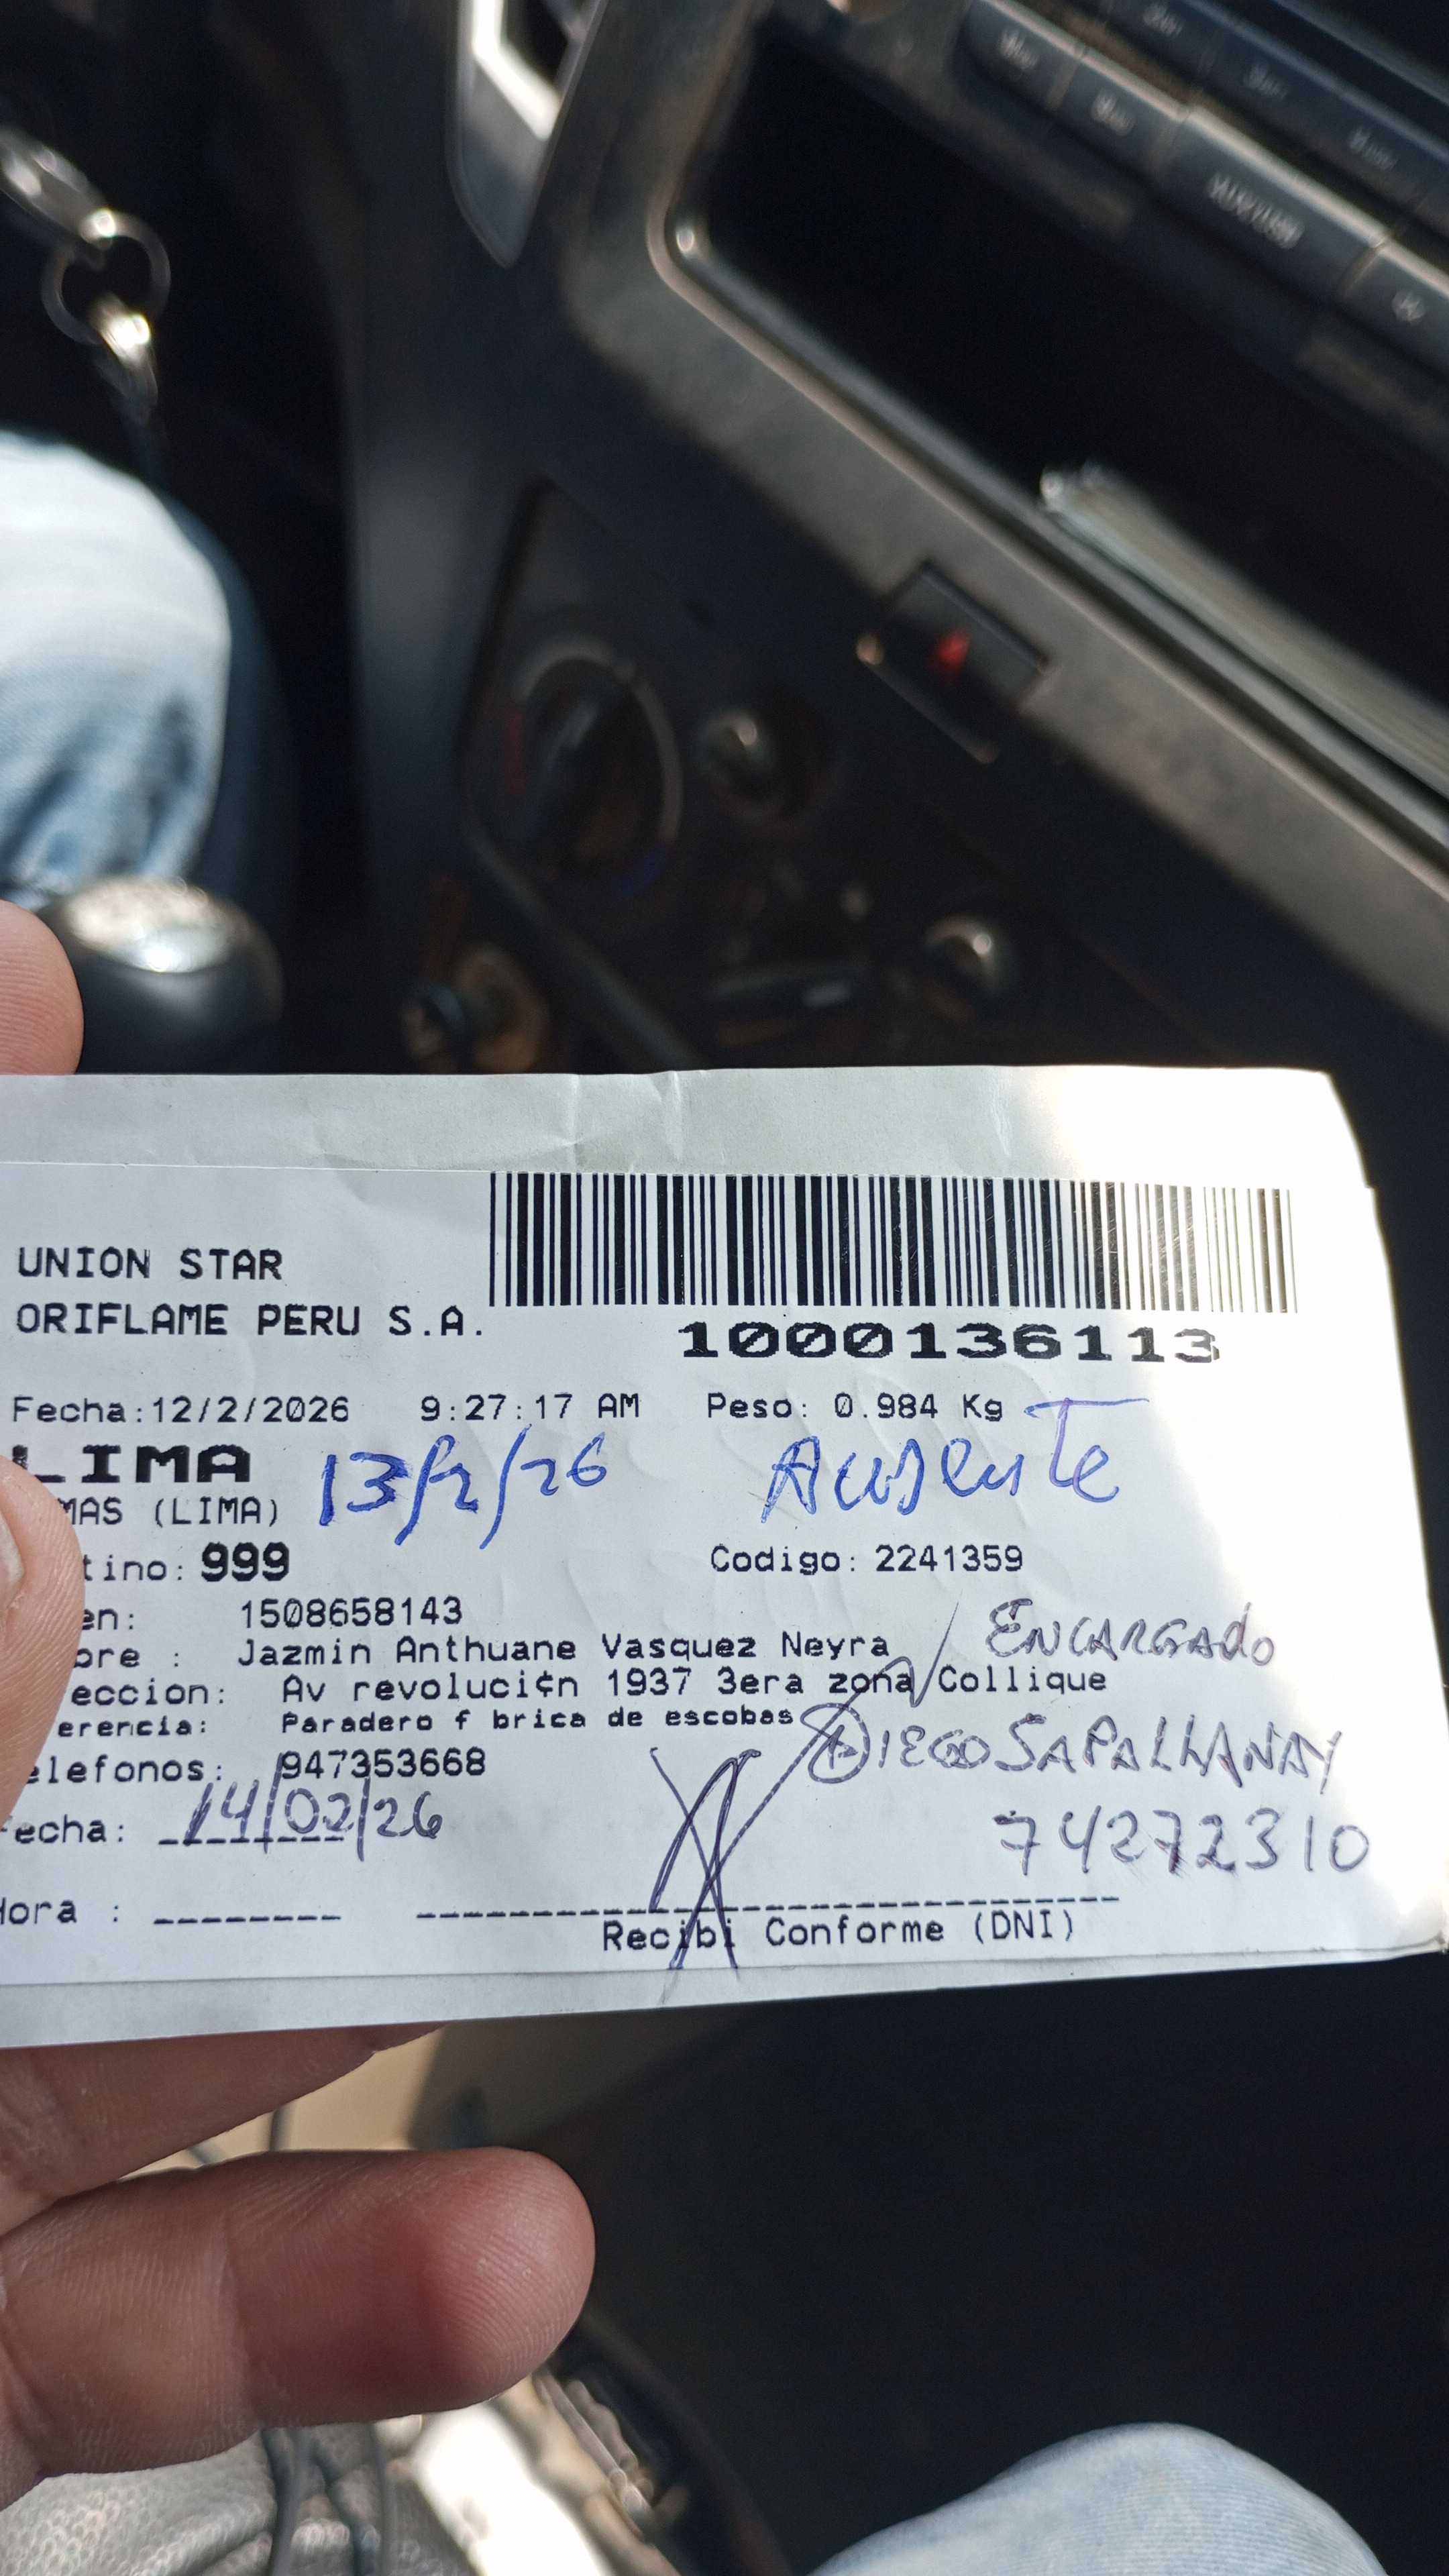 UNION STAR
ORIFLAME PERU S.A.
1000136113
Fecha:12/2/2026 9:27:17 AM Peso: 0.984 Kg
LIMA 13/2/26 Ausente
MAS (LIMA)
tino: 999 Codigo: 2241359
en: 1508658143 ENCARGADO
bre : Jazmin Anthuane Vasquez Neyra
eccion: Av revoluci¢n 1937 3era zona Collique
erencia: Paradero f brica de escobas
DIEGO SAPALLANAY
elefonos: 947353668
74272310
echa: 14/02/26
Hora :
Recibi Conforme (DNI)